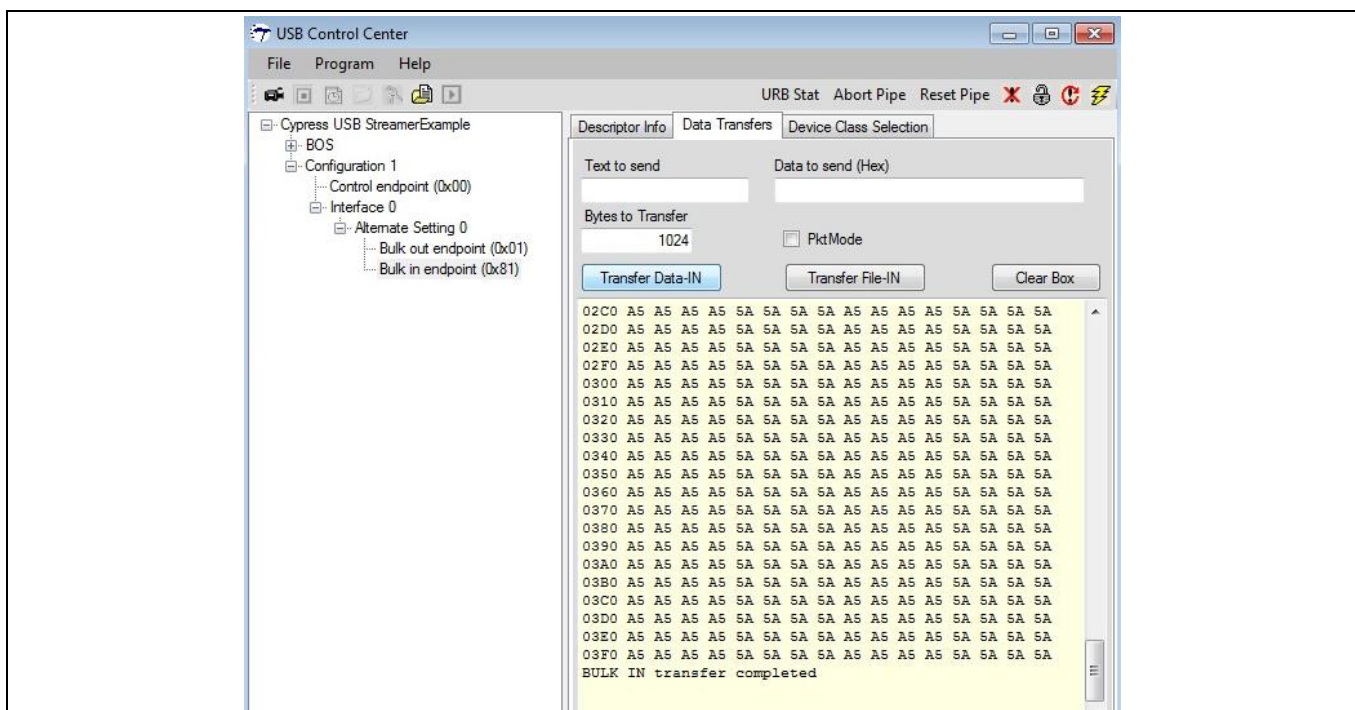 USB Control Center
File Program Help
URB Stat Abort Pipe Reset Pipe
Cypress USB StreamerExample
BOS
Configuration 1
Control endpoint (0x00)
Interface 0
Alternate Setting 0
Bulk out endpoint (0x01)
Bulk in endpoint (0x81)
Descriptor Info Data Transfers Device Class Selection
Text to send Data to send (Hex)
Bytes to Transfer
1024 PktMode
Transfer Data-IN Transfer File-IN Clear Box
02C0 A5 A5 A5 A5 5A 5A 5A 5A A5 A5 A5 A5 5A 5A 5A 5A
02D0 A5 A5 A5 A5 5A 5A 5A 5A A5 A5 A5 A5 5A 5A 5A 5A
02E0 A5 A5 A5 A5 5A 5A 5A 5A A5 A5 A5 A5 5A 5A 5A 5A
02F0 A5 A5 A5 A5 5A 5A 5A 5A A5 A5 A5 A5 5A 5A 5A 5A
0300 A5 A5 A5 A5 5A 5A 5A 5A A5 A5 A5 A5 5A 5A 5A 5A
0310 A5 A5 A5 A5 5A 5A 5A 5A A5 A5 A5 A5 5A 5A 5A 5A
0320 A5 A5 A5 A5 5A 5A 5A 5A A5 A5 A5 A5 5A 5A 5A 5A
0330 A5 A5 A5 A5 5A 5A 5A 5A A5 A5 A5 A5 5A 5A 5A 5A
0340 A5 A5 A5 A5 5A 5A 5A 5A A5 A5 A5 A5 5A 5A 5A 5A
0350 A5 A5 A5 A5 5A 5A 5A 5A A5 A5 A5 A5 5A 5A 5A 5A
0360 A5 A5 A5 A5 5A 5A 5A 5A A5 A5 A5 A5 5A 5A 5A 5A
0370 A5 A5 A5 A5 5A 5A 5A 5A A5 A5 A5 A5 5A 5A 5A 5A
0380 A5 A5 A5 A5 5A 5A 5A 5A A5 A5 A5 A5 5A 5A 5A 5A
0390 A5 A5 A5 A5 5A 5A 5A 5A A5 A5 A5 A5 5A 5A 5A 5A
03A0 A5 A5 A5 A5 5A 5A 5A 5A A5 A5 A5 A5 5A 5A 5A 5A
03B0 A5 A5 A5 A5 5A 5A 5A 5A A5 A5 A5 A5 5A 5A 5A 5A
03C0 A5 A5 A5 A5 5A 5A 5A 5A A5 A5 A5 A5 5A 5A 5A 5A
03D0 A5 A5 A5 A5 5A 5A 5A 5A A5 A5 A5 A5 5A 5A 5A 5A
03E0 A5 A5 A5 A5 5A 5A 5A 5A A5 A5 A5 A5 5A 5A 5A 5A
03F0 A5 A5 A5 A5 5A 5A 5A 5A A5 A5 A5 A5 5A 5A 5A 5A
BULK IN transfer completed